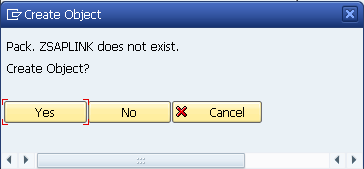 Create Object
Pack. ZSAPLINK does not exist.
Create Object?
Yes No Cancel